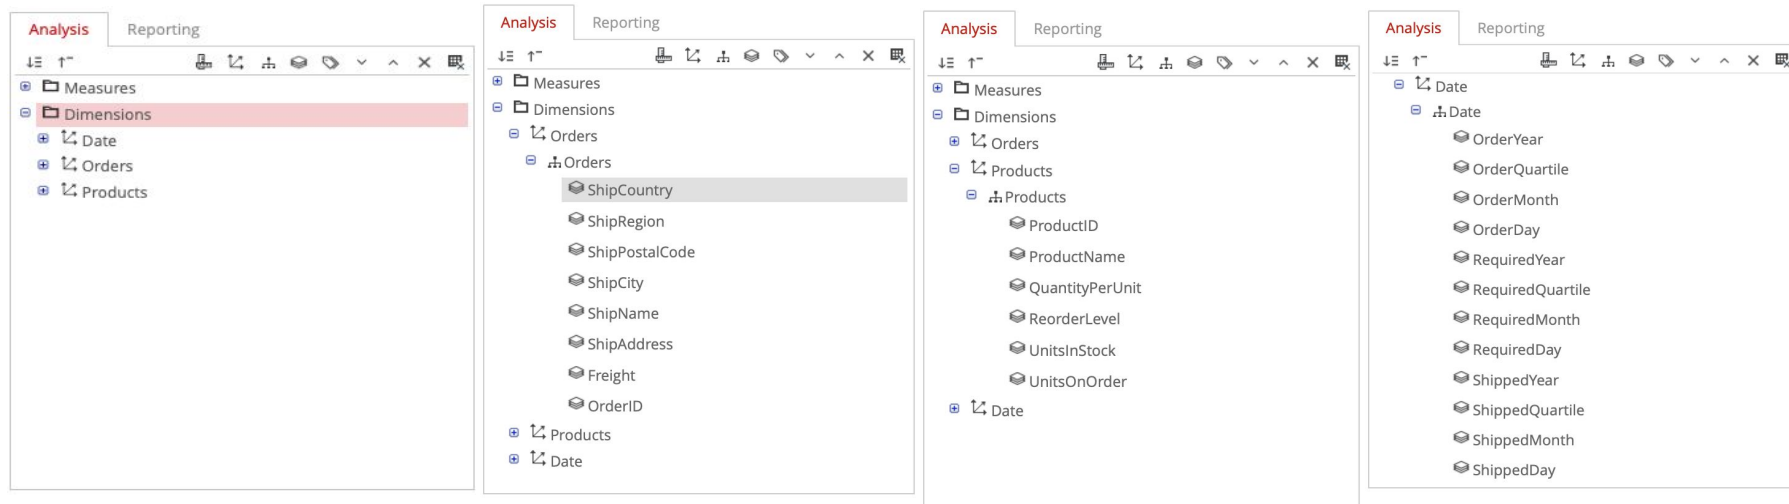 Analysis Reporting
Measures
Dimensions
Date
Orders
Products
Analysis Reporting
Measures
Dimensions
Orders
Orders
ShipCountry
ShipRegion
ShipPostalCode
ShipCity
ShipName
ShipAddress
Freight
OrderID
Products
Date
Analysis Reporting
Measures
Dimensions
Orders
Products
Products
ProductID
ProductName
QuantityPerUnit
ReorderLevel
UnitsInStock
UnitsOnOrder
Date
Analysis Reporting
Date
Date
OrderYear
OrderQuartile
OrderMonth
OrderDay
RequiredYear
RequiredQuartile
RequiredMonth
RequiredDay
ShippedYear
ShippedQuartile
ShippedMonth
ShippedDay